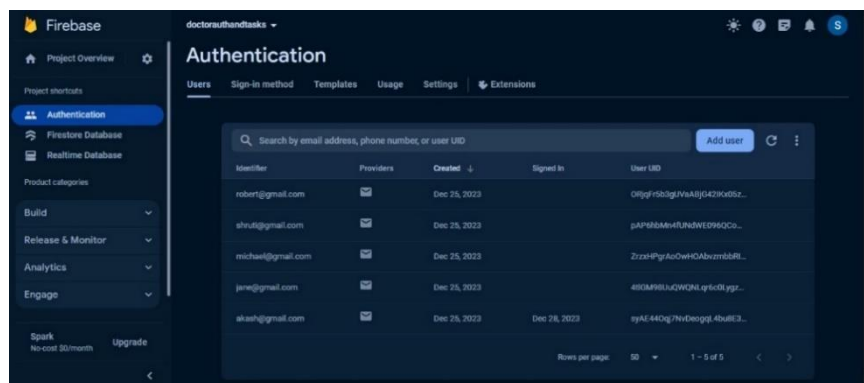 Firebase
doctorauthandtasks
S
Project Overview
Authentication
Users Sign-in method Templates Usage Settings Extensions
Project shortcuts
Authentication
Firestore Database
Realtime Database
Product categories
Build
Release & Monitor
Analytics
Engage
Spark
No-cost $0/month
Upgrade
Search by email address, phone number, or user UID
Add user
Identifier Providers Created Signed In User UID
robert@gmail.com Dec 25, 2023
shruti@gmail.com Dec 25, 2023
michael@gmail.com Dec 25, 2023
jane@gmail.com Dec 25, 2023
akash@gmail.com Dec 25, 2023 Dec 28, 2023
Rows per page: 50 1 – 5 of 5